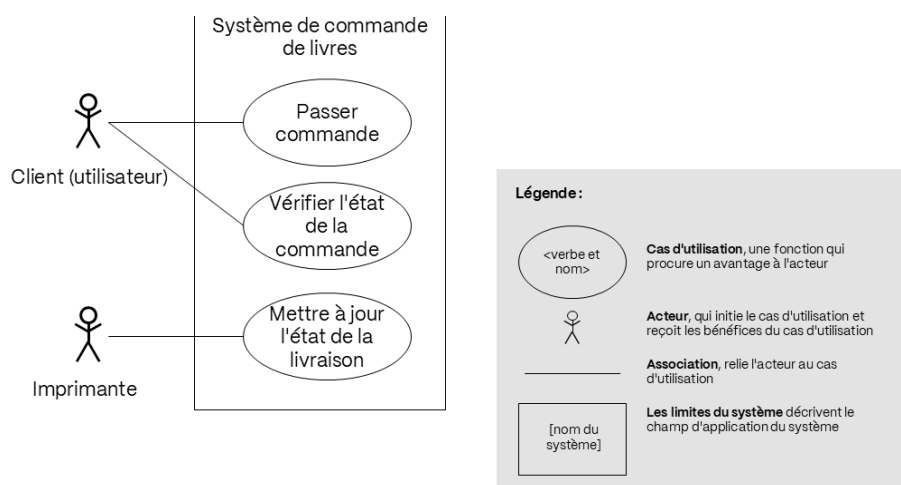 Système de commande
de livres
Passer
commande
Client (utilisateur)
Vérifier l'état
de la
commande
Mettre à jour
l'état de la
livraison
Imprimante
Légende :
<verbe et
nom>
Cas d'utilisation, une fonction qui
procure un avantage à l'acteur
Acteur, qui initie le cas d'utilisation et
reçoit les bénéfices du cas d'utilisation
Association, relie l'acteur au cas
d'utilisation
[nom du
système]
Les limites du système décrivent le
champ d'application du système